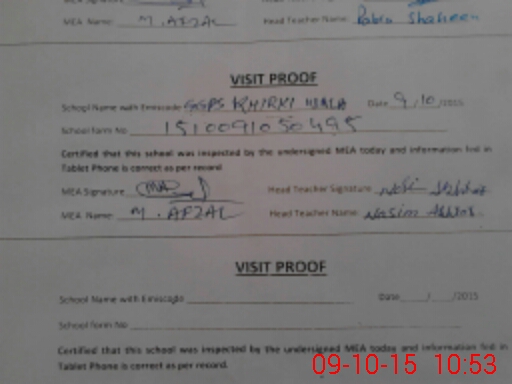 MEA Name: M. AFZAL Head Teacher Name: Rabia Shaheen
VISIT PROOF
School Name with Emiscode GGPS KHIRKI Date 9/10/2015
School form No 1510091050495
Certified that this school was inspected by the undersigned MEA today and information fed in
Tablet Phone is correct as per record
MEA Signature Head Teacher Signature
MEA Name: M. AFZAL Head Teacher Name: Nasim Akhtar
VISIT PROOF
School Name with Emiscode Date / /2015
School form No
Certified that this school was inspected by the undersigned MEA today and information fed in
Tablet Phone is correct as per record.
09-10-15 10:53